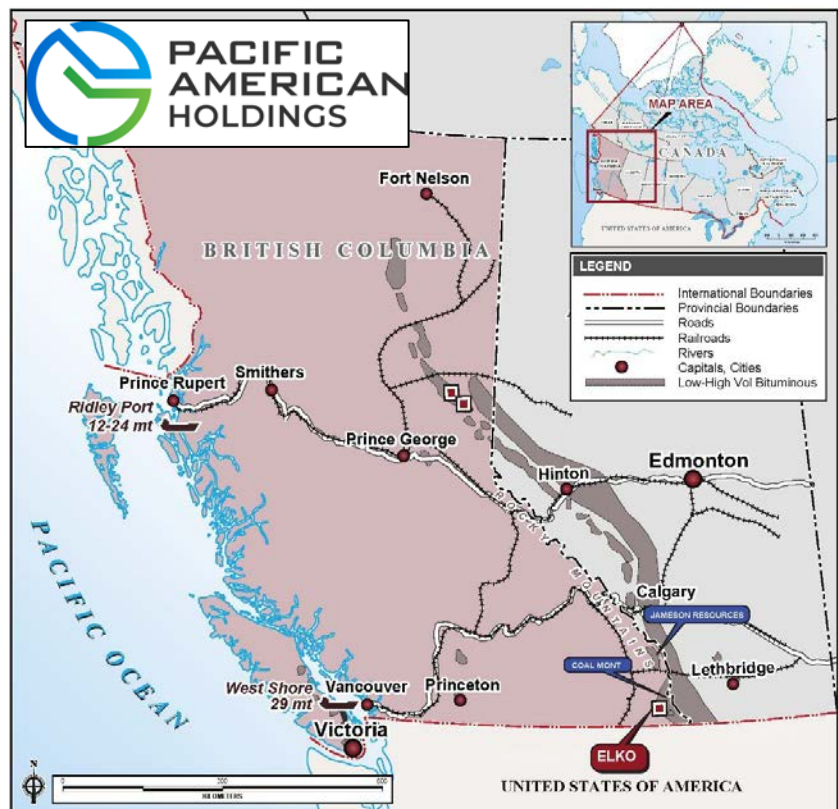 PACIFIC
AMERICAN
HOLDINGS
MAP AREA
CANADA
UNITED STATES OF AMERICA
LEGEND
International Boundaries
Provincial Boundaries
Roads
Railroads
Rivers
Capitals, Cities
Low-High Vol Bituminous
Fort Nelson
BRITISH COLUMBIA
Smithers
Prince Rupert
Ridley Port
12-24 mt
Prince George
Hinton
Edmonton
ROCKY MOUNTAINS
PACIFIC OCEAN
Calgary
JAMESON RESOURCES
COAL MONT
Lethbridge
West Shore
29 mt
Vancouver
Princeton
Victoria
ELKO
N
0
300
600
KILOMETERS
UNITED STATES OF AMERICA